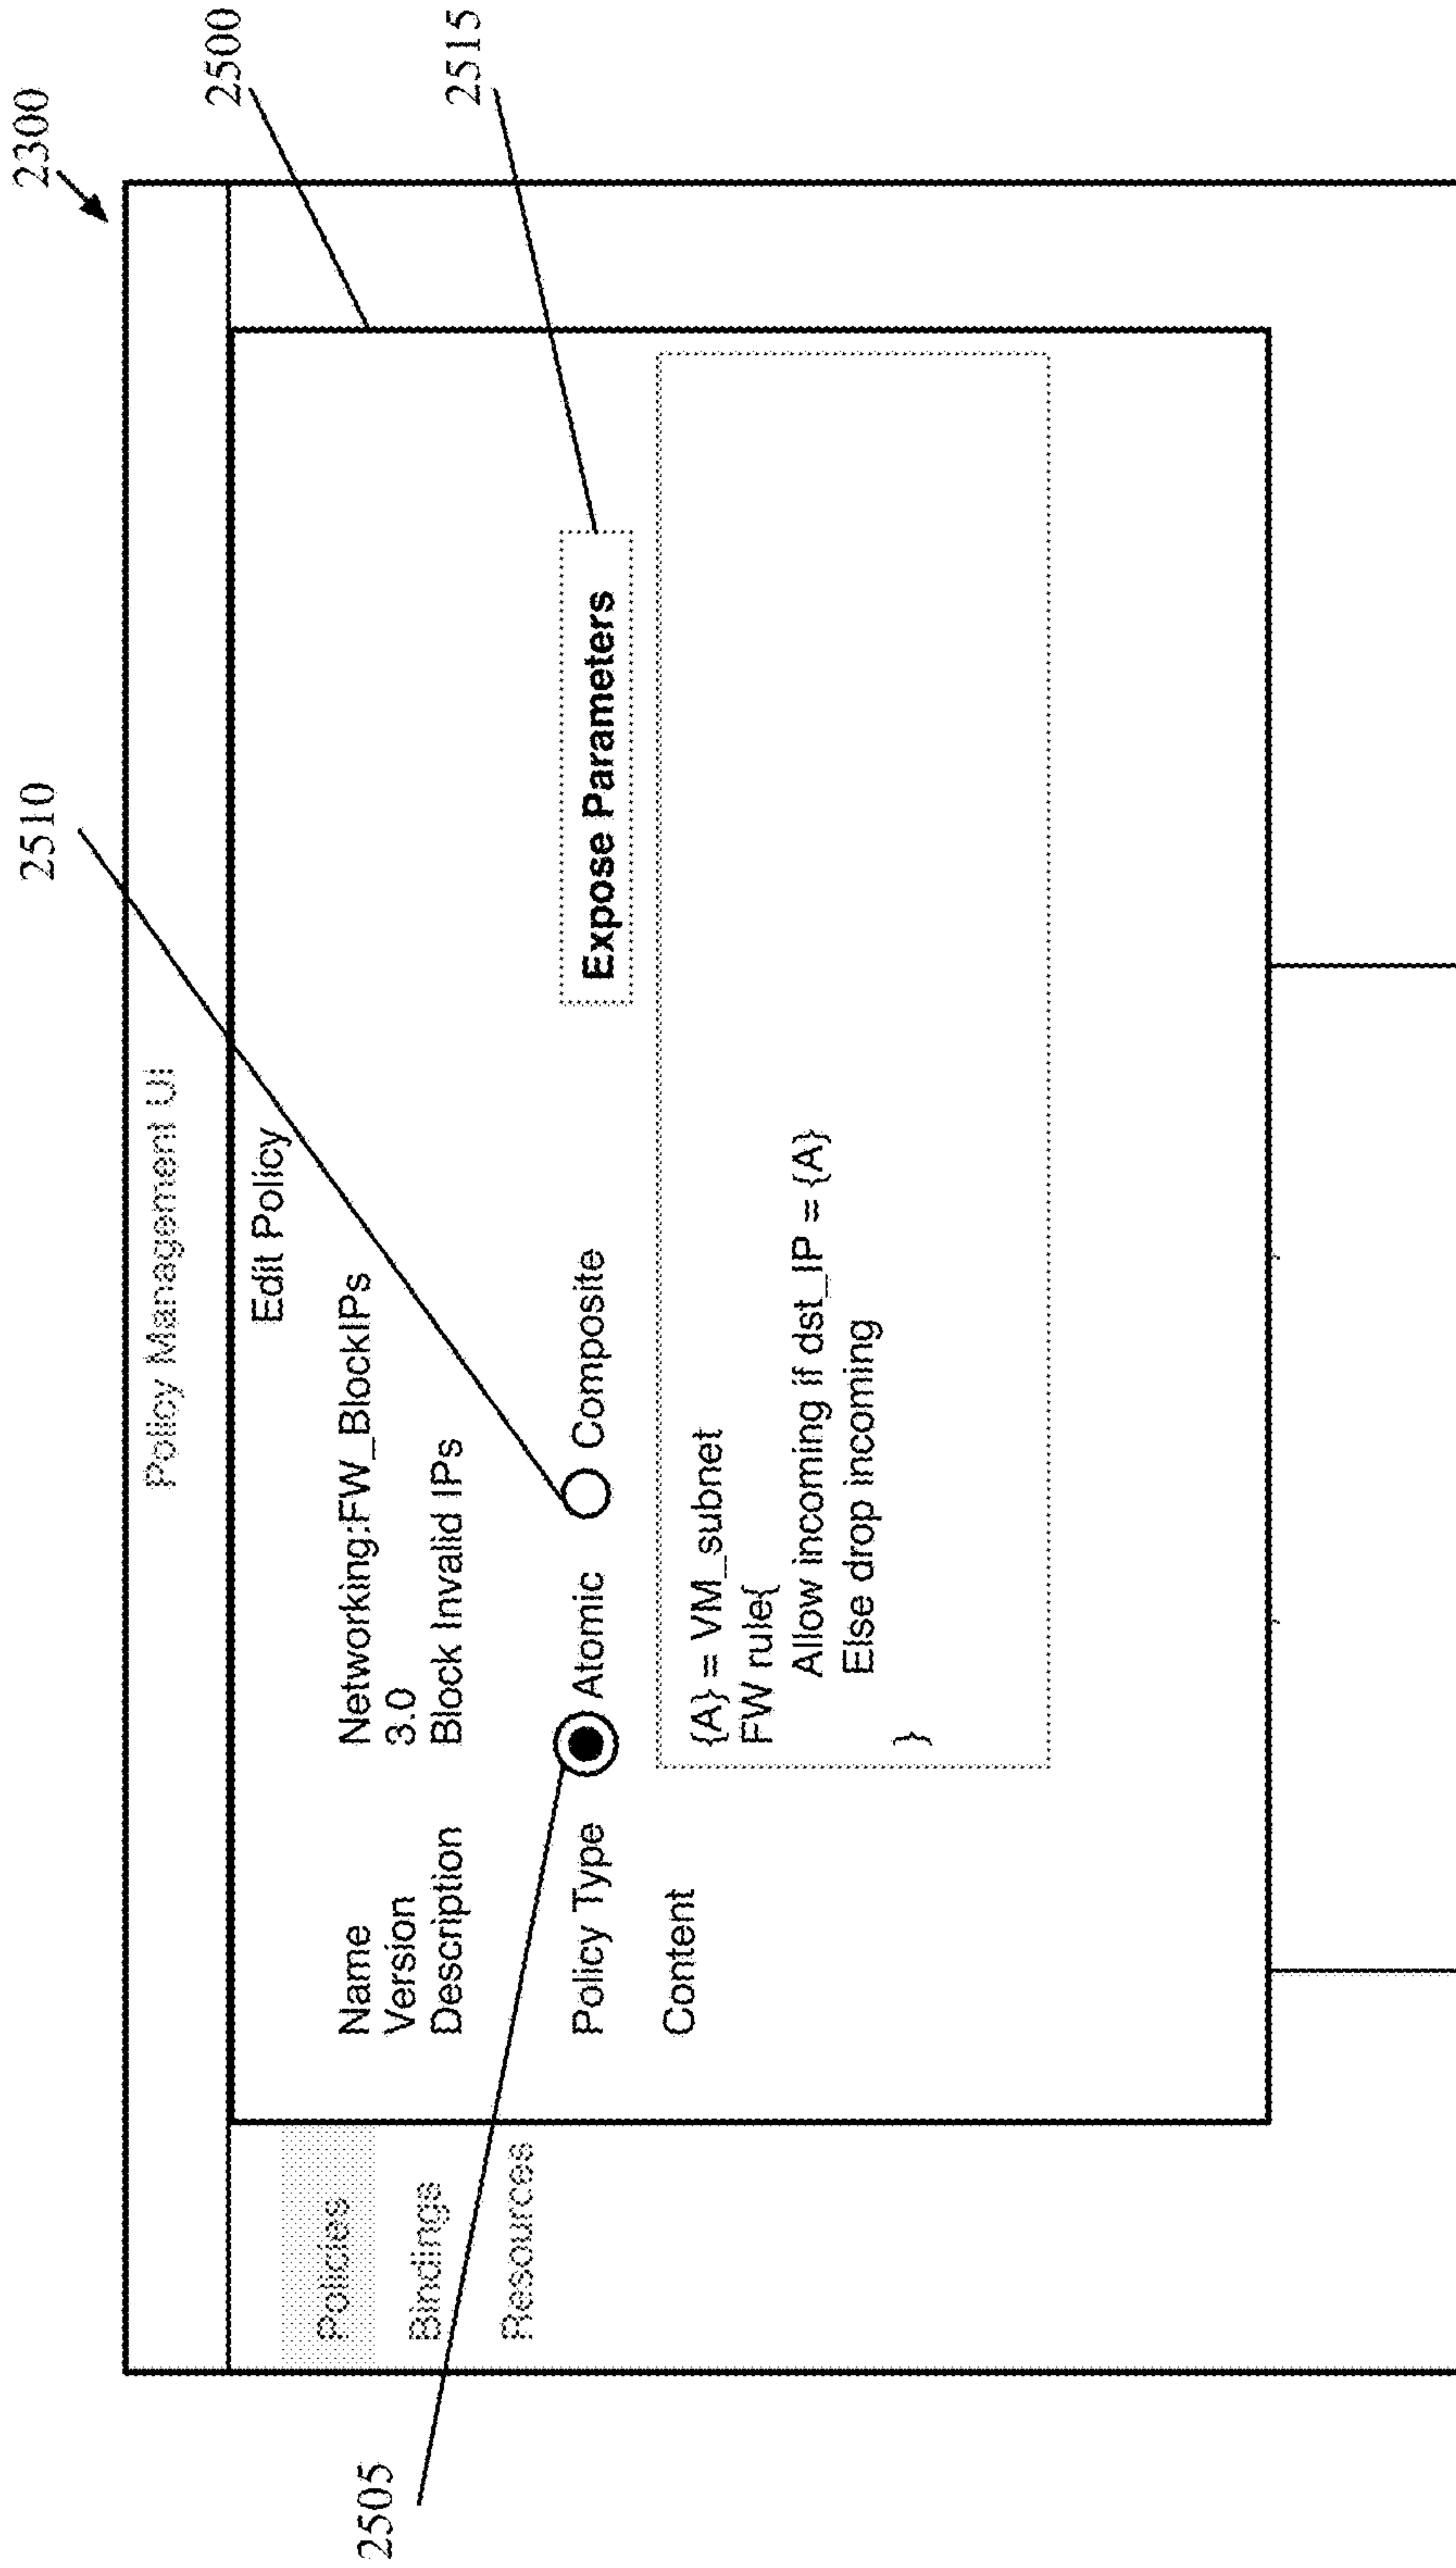 2300
2510
2500
2515
2505
Policy Management UI
Policies
Bindings
Resources
Edit Policy
Name Networking:FW_BlockIPs
Version 3.0
Description Block Invalid IPs
Policy Type Atomic Composite Expose Parameters
Content
{A} = VM_subnet
FW rule{
Allow incoming if dst_IP = {A}
Else drop incoming
}